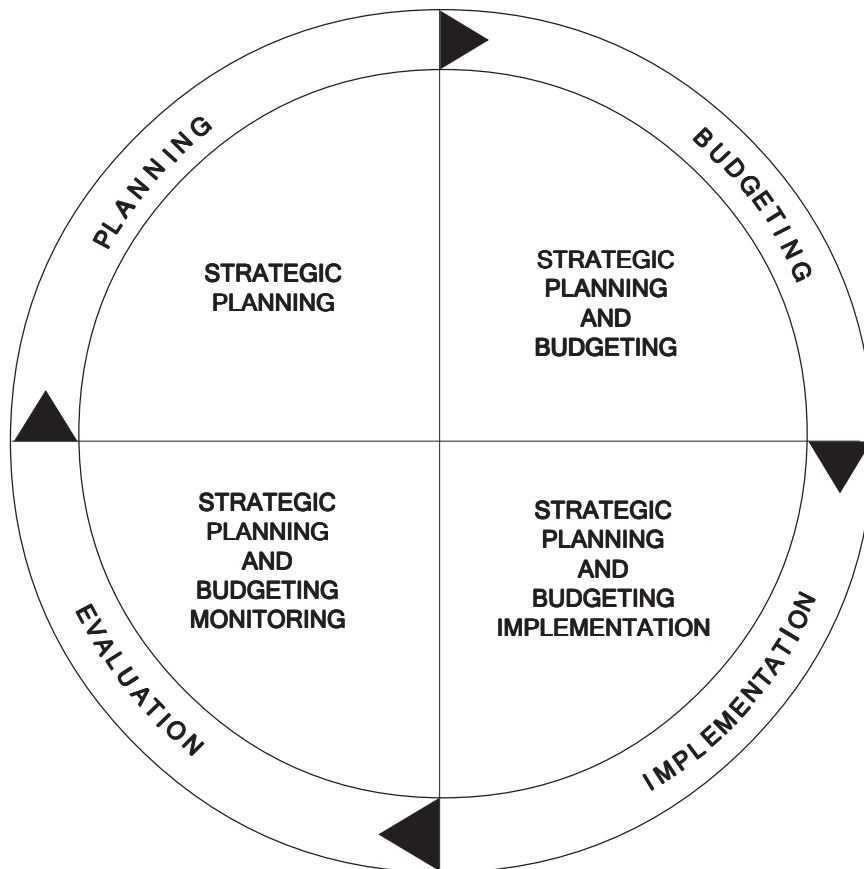 PLANNING
BUDGETING
STRATEGIC
PLANNING
STRATEGIC
PLANNING
AND
BUDGETING
STRATEGIC
PLANNING
AND
BUDGETING
MONITORING
STRATEGIC
PLANNING
AND
BUDGETING
IMPLEMENTATION
EVALUATION
IMPLEMENTATION